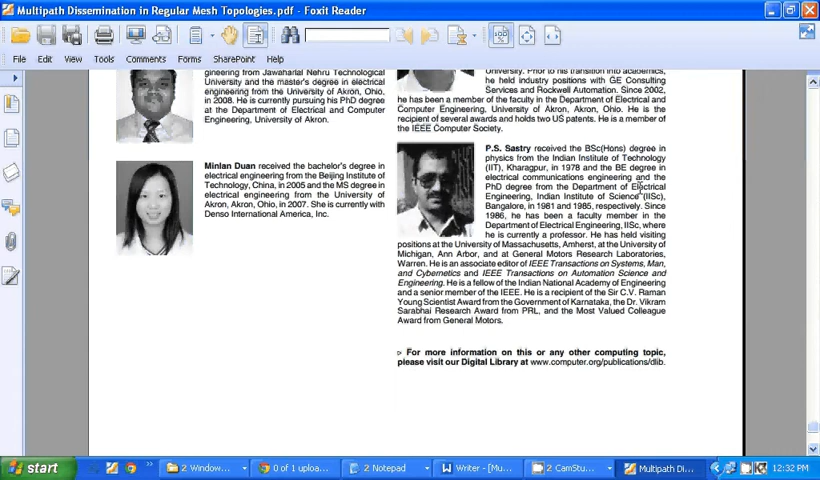 Multipath Dissemination in Regular Mesh Topologies.pdf - Foxit Reader
File Edit View Tools Comments Forms SharePoint Help
gineering from Jawaharlal Nehru Technological
University and the master's degree in electrical
engineering from the University of Akron, Ohio,
in 2008. He is currently pursuing his PhD degree
at the Department of Electrical and Computer
Engineering, University of Akron.
Minlan Duan received the bachelor's degree in
electrical engineering from the Beijing Institute of
Technology, China, in 2005 and the MS degree in
electrical engineering from the University of
Akron, Akron, Ohio, in 2007. She is currently with
Denso International America, Inc.
University. Prior to his transition into academics,
he held industry positions with GE Consulting
Services and Rockwell Automation. Since 2002,
he has been a member of the faculty in the Department of Electrical and
Computer Engineering, University of Akron, Akron, Ohio. He is the
recipient of several awards and holds two US patents. He is a member of
the IEEE Computer Society.
P.S. Sastry received the BSc(Hons) degree in
physics from the Indian Institute of Technology
(IIT), Kharagpur, in 1978 and the BE degree in
electrical communications engineering and the
PhD degree from the Department of Electrical
Engineering, Indian Institute of Science (IISc),
Bangalore, in 1981 and 1985, respectively. Since
1986, he has been a faculty member in the
Department of Electrical Engineering, IISc, where
he is currently a professor. He has held visiting
positions at the University of Massachusetts, Amherst, at the University of
Michigan, Ann Arbor, and at General Motors Research Laboratories,
Warren. He is an associate editor of IEEE Transactions on Systems, Man,
and Cybernetics and IEEE Transactions on Automation Science and
Engineering. He is a fellow of the Indian National Academy of Engineering
and a senior member of the IEEE. He is a recipient of the Sir C.V. Raman
Young Scientist Award from the Government of Karnataka, the Dr. Vikram
Sarabhai Research Award from PRL, and the Most Valued Colleague
Award from General Motors.
▹ For more information on this or any other computing topic,
please visit our Digital Library at www.computer.org/publications/dlib.
start 2 Window... 0 of 1 uploa... 2 Notepad Writer - [Mu... 2 CamStu... Multipath Di... 12:32 PM